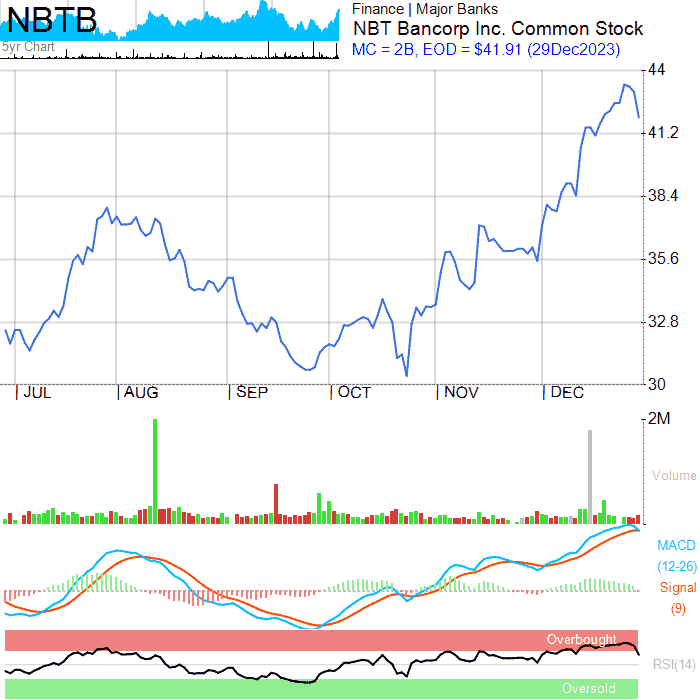 NBTB
5yr Chart
Finance | Major Banks
NBT Bancorp Inc. Common Stock
MC = 2B, EOD = $41.91 (29Dec2023)
44
41.2
38.4
35.6
32.8
30
JUL AUG SEP OCT NOV DEC
2M
Volume
MACD
(12-26)
Signal
(9)
Overbought
RSI(14)
Oversold